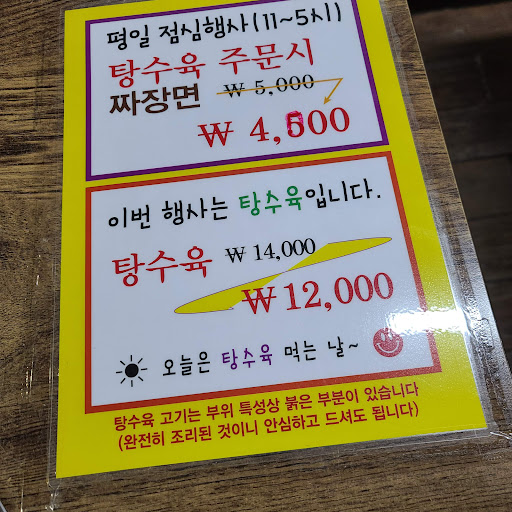 평일 점심행사(11~5시)
탕수육 주문시
짜장면 ₩ 5,000
₩ 4,500
이번 행사는 탕수육입니다.
탕수육 ₩ 14,000
₩ 12,000
오늘은 탕수육 먹는 날~
탕수육 고기는 부위 특성상 붉은 부분이 있습니다
(완전히 조리된 것이니 안심하고 드셔도 됩니다)